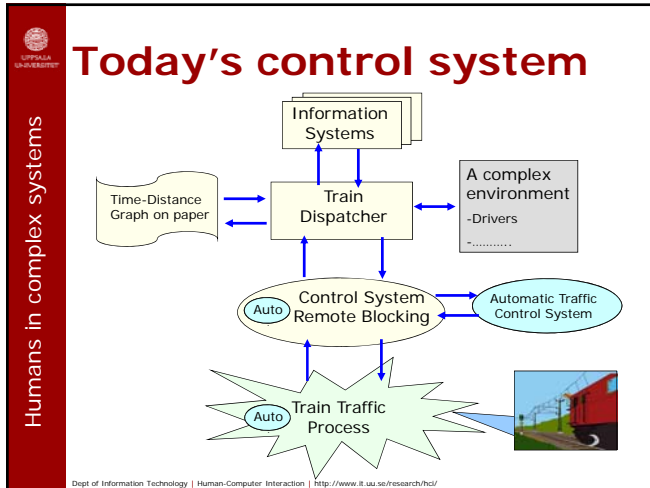 UPPSALA
UNIVERSITET
Humans in complex systems
Today's control system
Information
Systems
Time-Distance
Graph on paper
Train
Dispatcher
A complex
environment
-Drivers
-...........
Auto
Control System
Remote Blocking
Automatic Traffic
Control System
Auto
Train Traffic
Process
Dept of Information Technology | Human-Computer Interaction | http://www.it.uu.se/research/hci/